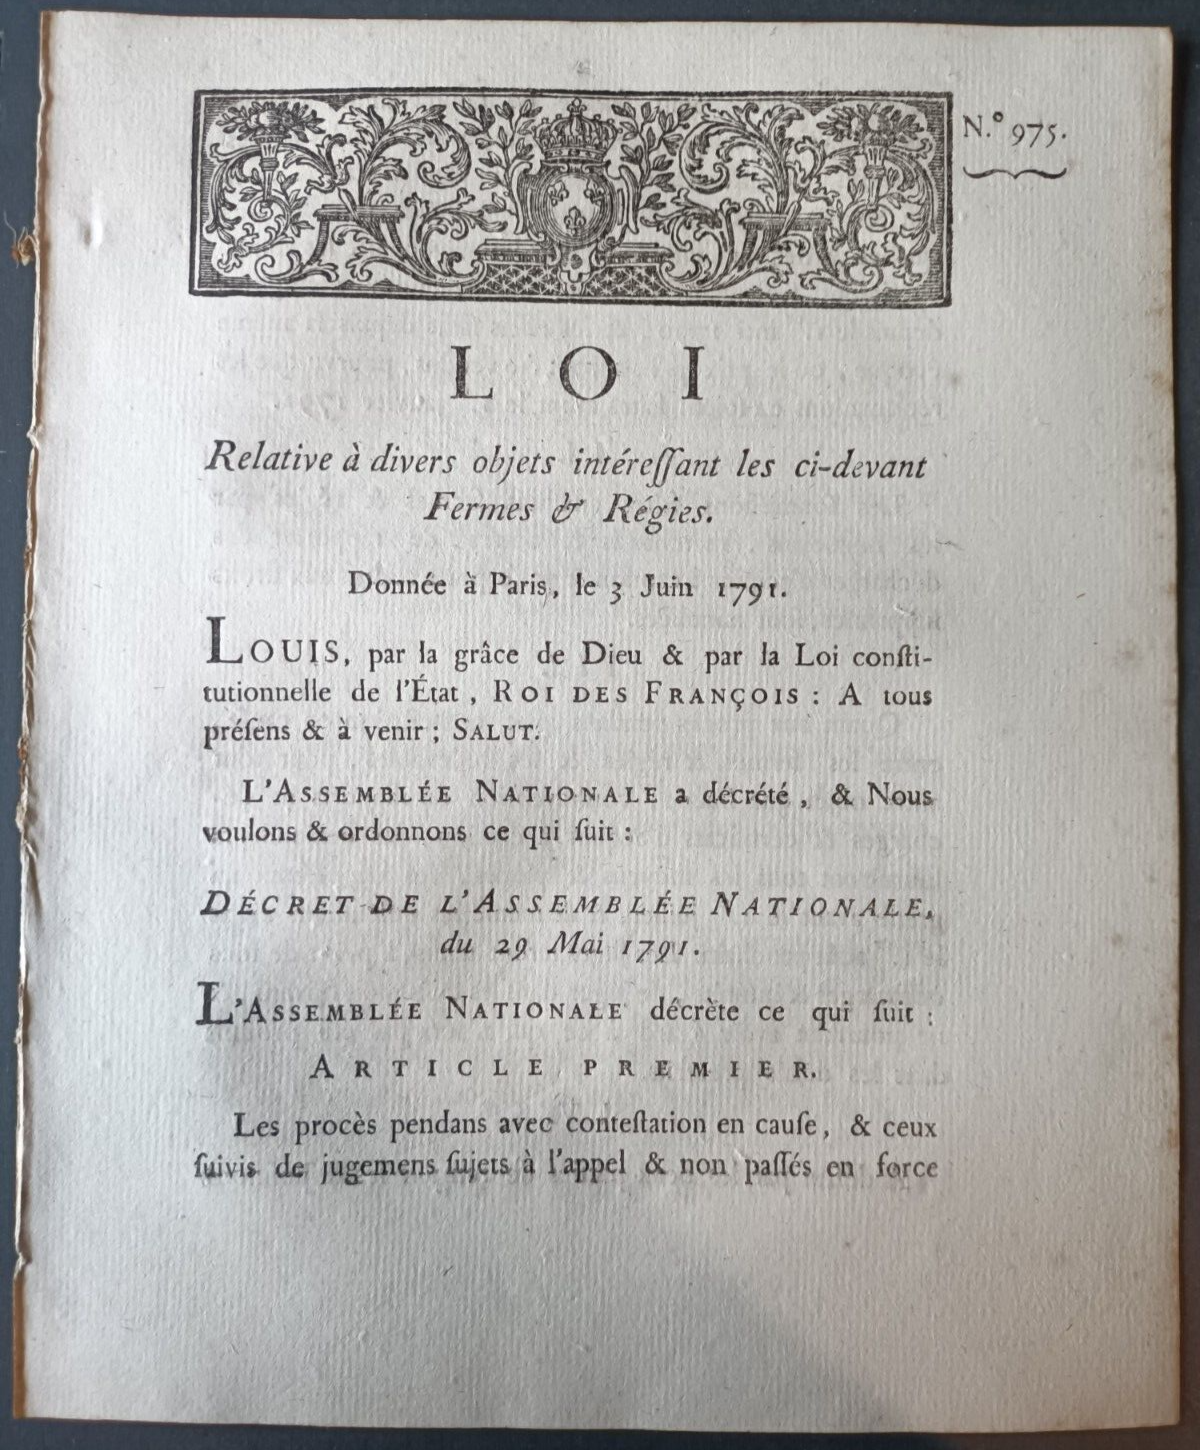 N.º 975.
LOI
Relative à divers objets intéreſſant les ci-devant
Fermes & Régies.
Donnée à Paris, le 3 Juin 1791.
LOUIS, par la grâce de Dieu & par la Loi conſti-
tutionnelle de l'État, ROI DES FRANÇOIS : A tous
préſens & à venir ; SALUT.
L'ASSEMBLÉE NATIONALE a décrété, & Nous
voulons & ordonnons ce qui ſuit :
DÉCRET DE L'ASSEMBLÉE NATIONALE,
du 29 Mai 1791.
L'ASSEMBLÉE NATIONALE décrète ce qui ſuit :
ARTICLE PREMIER.
Les procès pendans avec conteſtation en cauſe, & ceux
ſuivis de jugemens ſujets à l'appel & non paſſés en force